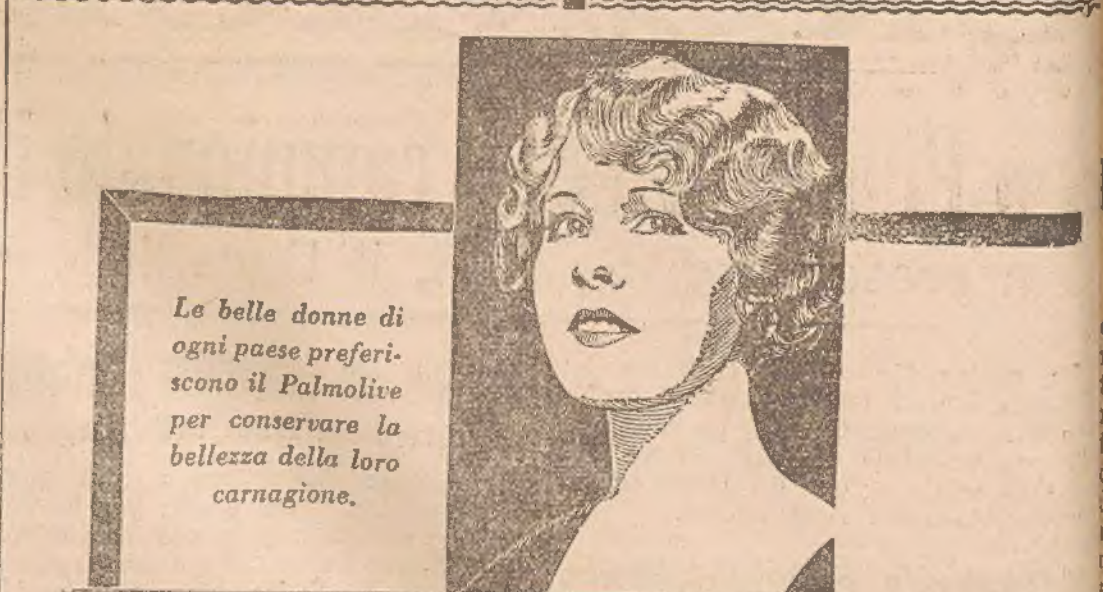 Le belle donne di
ogni paese preferi-
scono il Palmolive
per conservare la
bellezza della loro
carnagione.